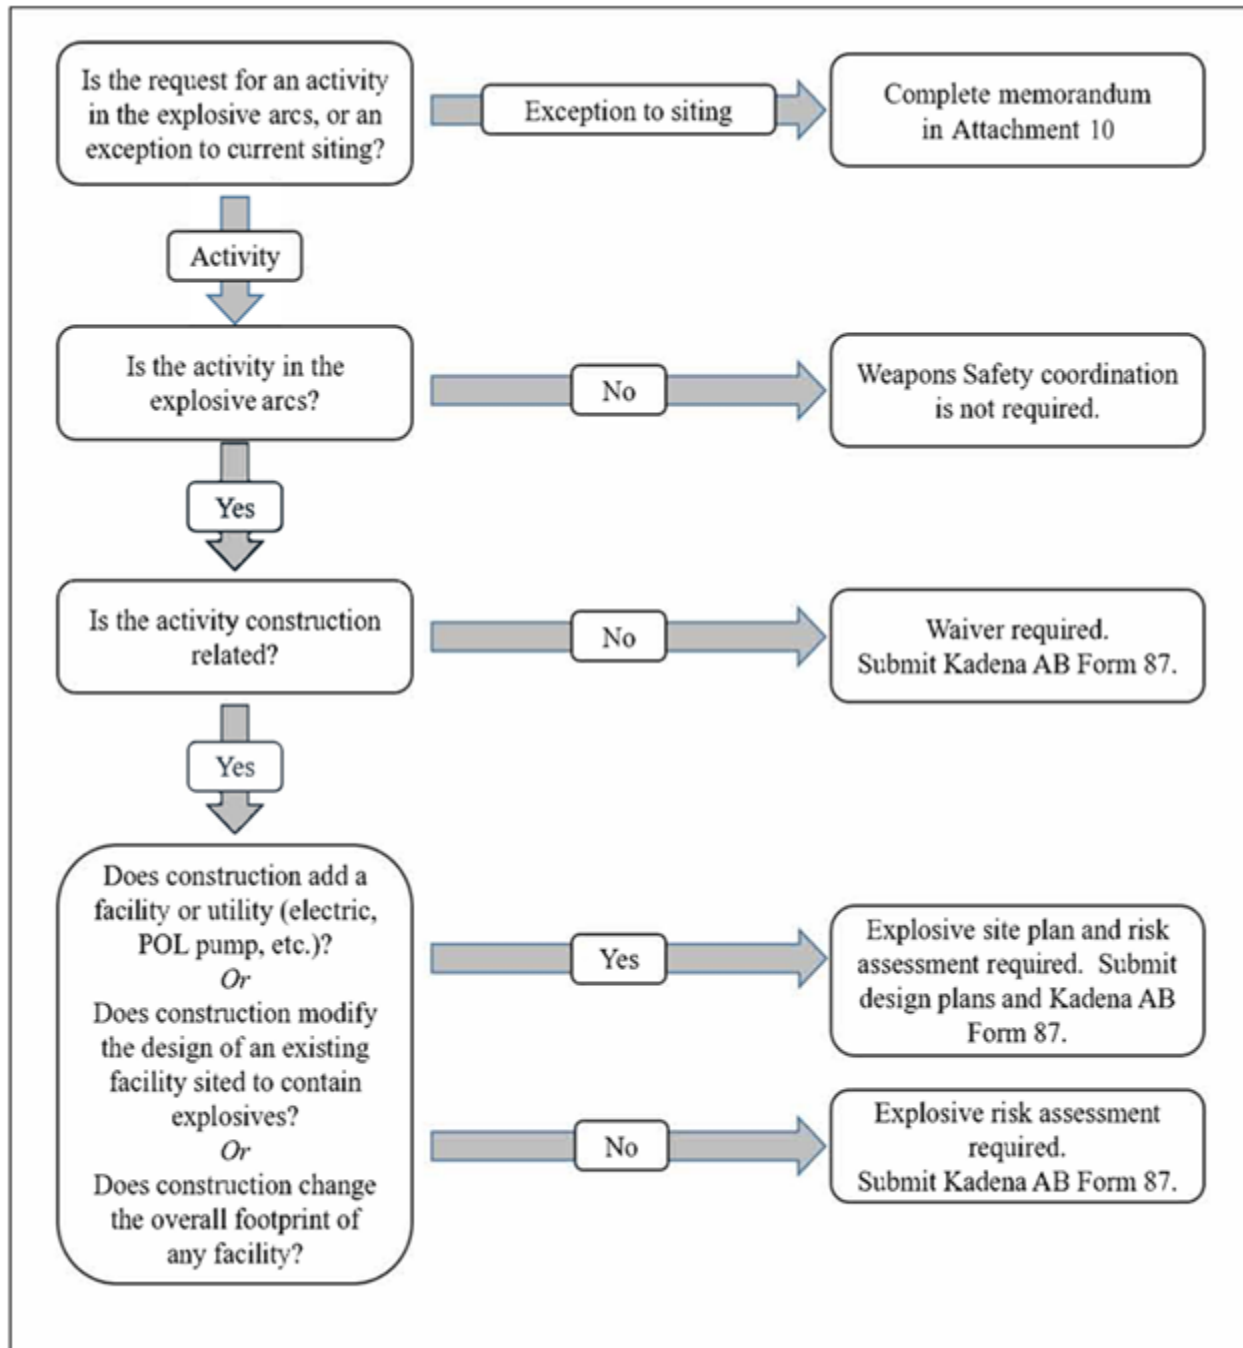 Is the request for an activity
in the explosive arcs, or an
exception to current siting?
Exception to siting
Complete memorandum
in Attachment 10
Activity
Is the activity in the
explosive arcs?
No
Weapons Safety coordination
is not required.
Yes
Is the activity construction
related?
No
Waiver required.
Submit Kadena AB Form 87.
Yes
Does construction add a
facility or utility (electric,
POL pump, etc.)?
Or
Does construction modify
the design of an existing
facility sited to contain
explosives?
Or
Does construction change
the overall footprint of
any facility?
Yes
Explosive site plan and risk
assessment required. Submit
design plans and Kadena AB
Form 87.
No
Explosive risk assessment
required.
Submit Kadena AB Form 87.